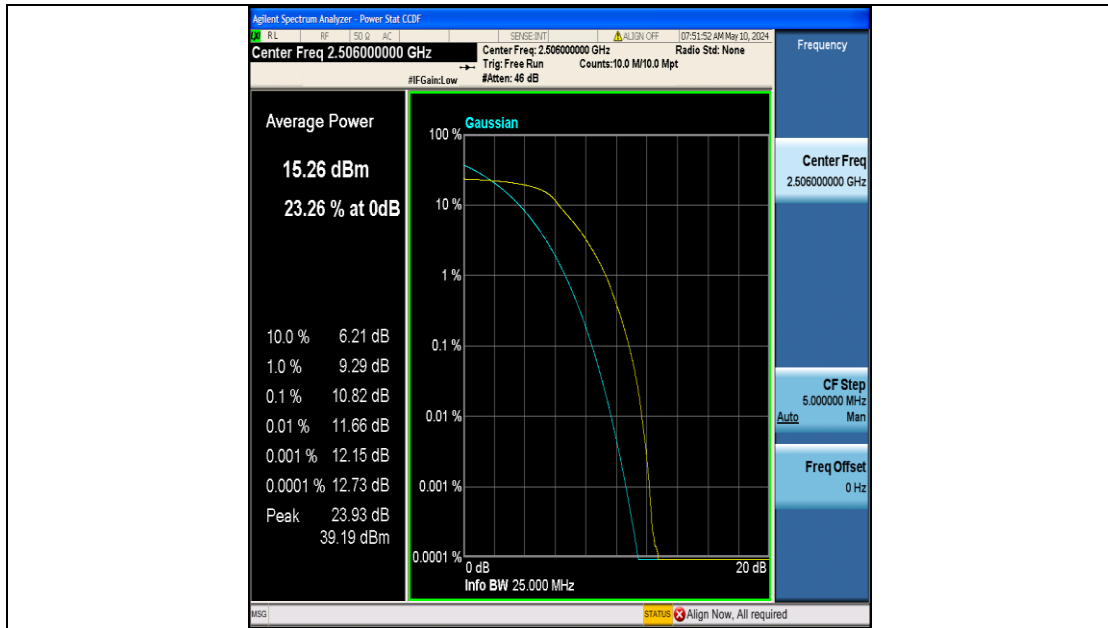 Agilent Spectrum Analyzer - Power Stat CCDF
RL RF 50 Ω AC SENSE:INT ALIGN OFF 07:51:52 AM May 10, 2024
Center Freq 2.506000000 GHz
Center Freq: 2.506000000 GHz Radio Std: None
Trig: Free Run Counts:10.0 M/10.0 Mpt
#IFGain:Low #Atten: 46 dB
Frequency
Average Power
15.26 dBm
23.26 % at 0dB
10.0 % 6.21 dB
1.0 % 9.29 dB
0.1 % 10.82 dB
0.01 % 11.66 dB
0.001 % 12.15 dB
0.0001 % 12.73 dB
Peak 23.93 dB
39.19 dBm
Gaussian
100 %
10 %
1 %
0.1 %
0.01 %
0.001 %
0.0001 %
0 dB 20 dB
Info BW 25.000 MHz
Center Freq
2.506000000 GHz
CF Step
5.000000 MHz
Auto Man
Freq Offset
0 Hz
MSG STATUS Align Now, All required